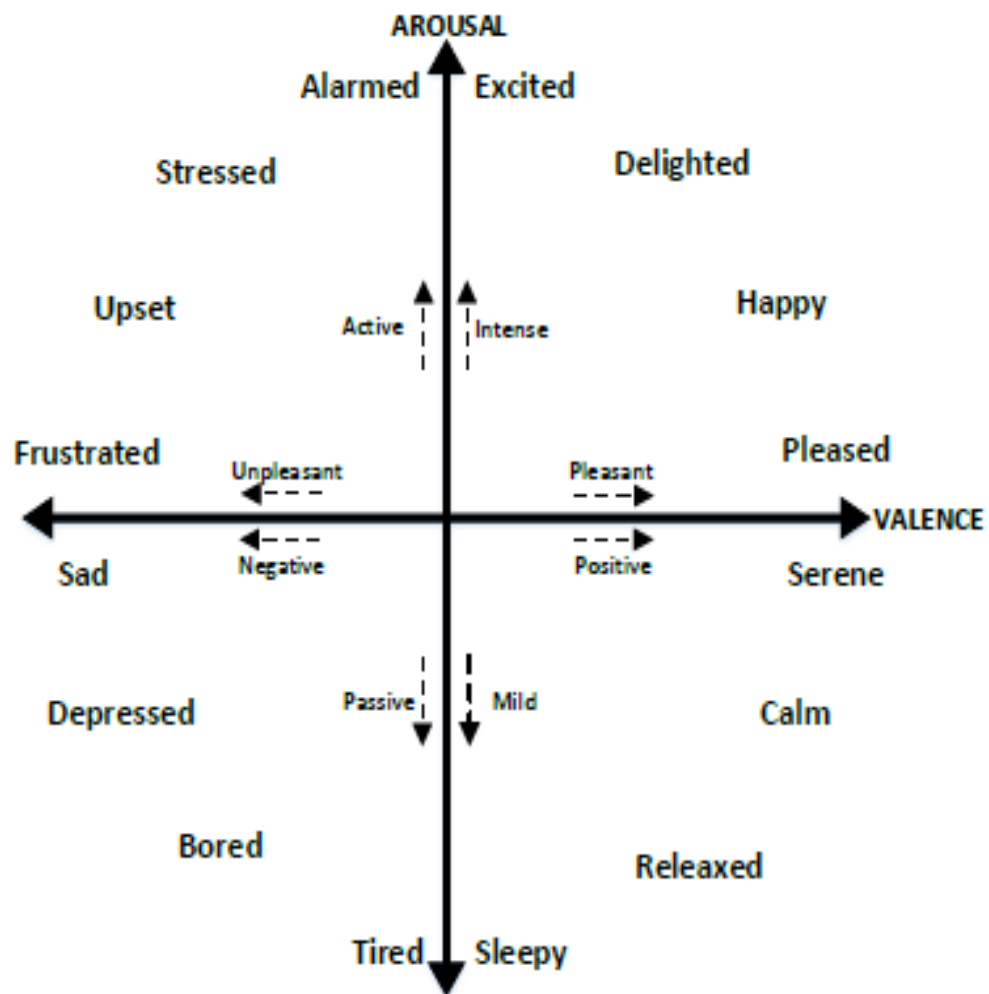 AROUSAL
Alarmed Excited
Stressed Delighted
Upset Happy
Active Intense
Frustrated Pleased
Unpleasant Pleasant
VALENCE
Negative Positive
Sad Serene
Passive Mild
Depressed Calm
Bored Releaxed
Tired Sleepy